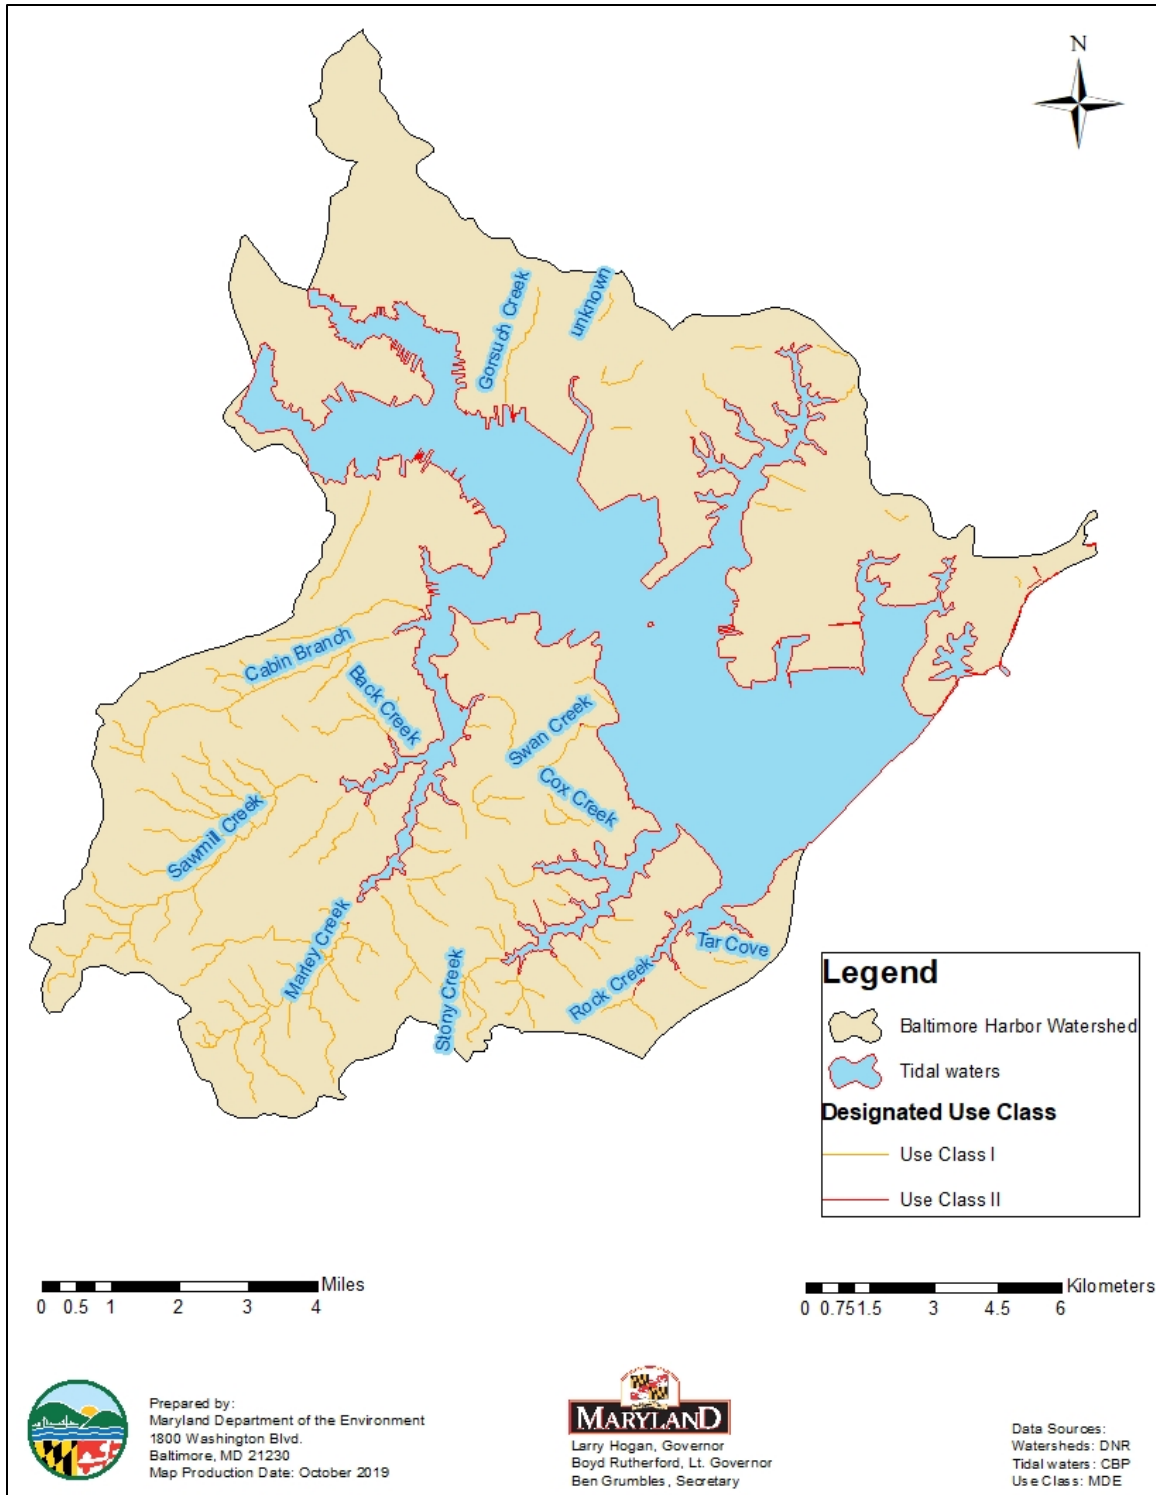 N
Gorsuch Creek
unknown
Cabin Branch
Back Creek
Swan Creek
Cox Creek
Sawmill Creek
Marley Creek
Stony Creek
Rock Creek
Tar Cove
Legend
Baltimore Harbor Watershed
Tidal waters
Designated Use Class
Use Class I
Use Class II
Miles
0 0.5 1 2 3 4
Kilometers
0 0.75 1.5 3 4.5 6
Prepared by:
Maryland Department of the Environment
1800 Washington Blvd.
Baltimore, MD 21230
Map Production Date: October 2019
MARYLAND
Larry Hogan, Governor
Boyd Rutherford, Lt. Governor
Ben Grumbles, Secretary
Data Sources:
Watersheds: DNR
Tidal waters: CBP
Use Class: MDE